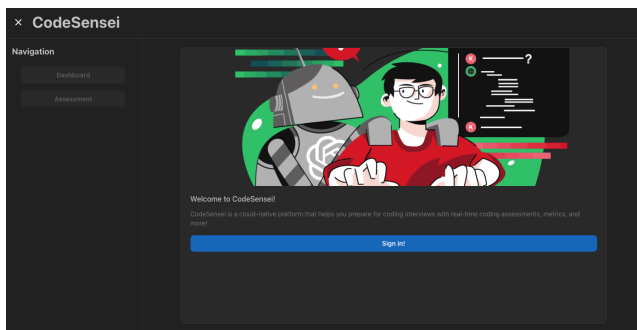 × CodeSensei
Navigation
Dashboard
Assessment
?
K
K
Welcome to CodeSensei!
CodeSensei is a cloud-native platform that helps you prepare for coding interviews with real-time coding assessments, metrics, and
more!
Sign in!